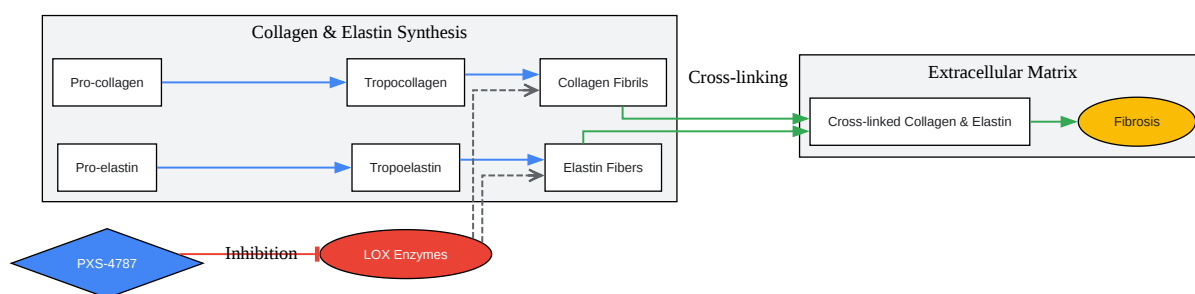 Collagen & Elastin Synthesis
Pro-collagen
Tropocollagen
Collagen Fibrils
Cross-linking
Extracellular Matrix
Cross-linked Collagen & Elastin
Fibrosis
Pro-elastin
Tropoelastin
Elastin Fibers
PXS-4787
Inhibition
LOX Enzymes